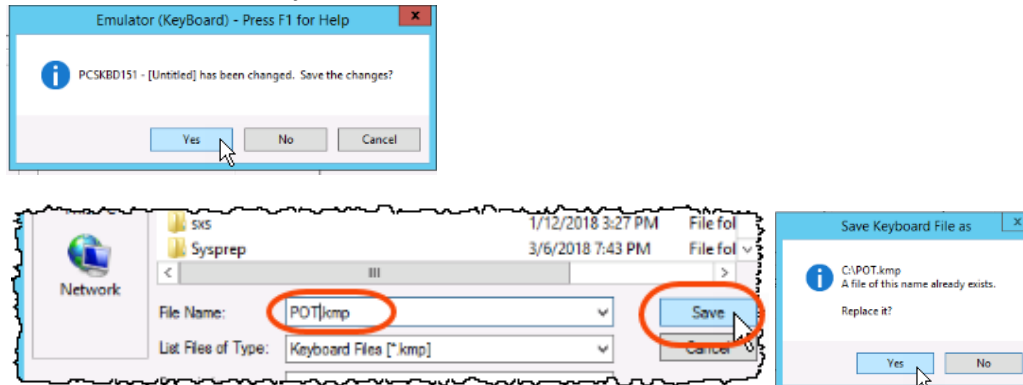 Emulator (KeyBoard) - Press F1 for Help
x
PCSKBD151 - [Untitled] has been changed.  Save the changes?
Yes
No
Cancel
sxs
1/12/2018 3:27 PM
File fol
Sysprep
3/6/2018 7:43 PM
File fol
Network
File Name:
POT.kmp
Save
List Files of Type:
Keyboard Files [*.kmp]
Cancel
Save Keyboard File as
x
C:\POT.kmp
A file of this name already exists.
Replace it?
Yes
No